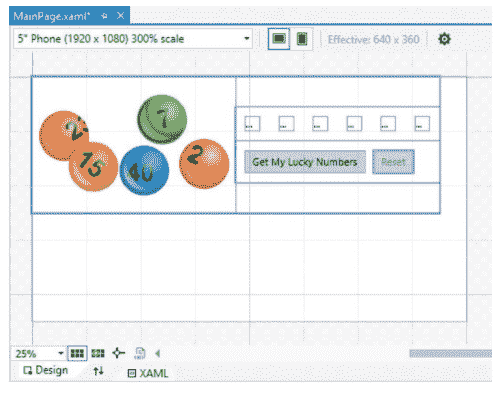 MainPage.xaml*
5" Phone (1920 x 1080) 300% scale
Effective: 640 x 360
7
2
15
40
2
... ... ... ... ... ...
Get My Lucky Numbers
Reset
25%
Design
XAML